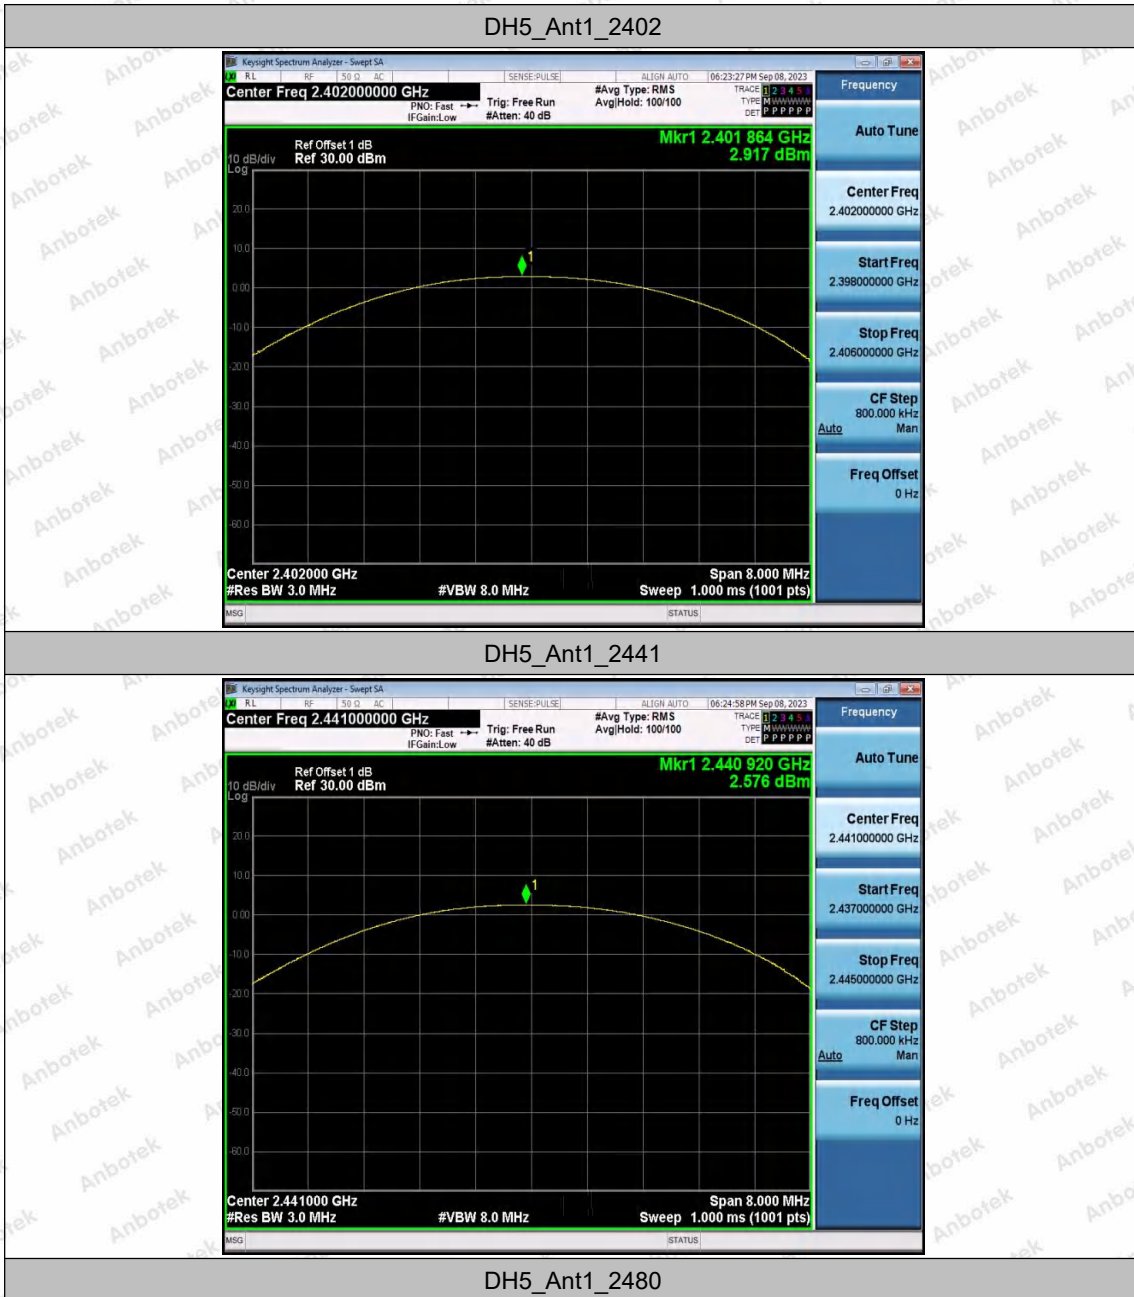 DH5_Ant1_2402
Keysight Spectrum Analyzer - Swept SA
RL RF 50 Ω AC SENSE:PULSE ALIGN AUTO 06:23:27 PM Sep 08, 2023
Center Freq 2.402000000 GHz
PNO: Fast
IFGain:Low
Trig: Free Run
#Atten: 40 dB
#Avg Type: RMS
Avg|Hold: 100/100
TRACE 1 2 3 4 5 6
TYPE M WWWWW
DET P P P P P P
Ref Offset 1 dB
10 dB/div Ref 30.00 dBm
Log
Mkr1 2.401 864 GHz
2.917 dBm
20.0
10.0
1
0.00
-10.0
-20.0
-30.0
-40.0
-50.0
-60.0
Center 2.402000 GHz Span 8.000 MHz
#Res BW 3.0 MHz #VBW 8.0 MHz Sweep 1.000 ms (1001 pts)
MSG STATUS
Frequency
Auto Tune
Center Freq
2.402000000 GHz
Start Freq
2.398000000 GHz
Stop Freq
2.406000000 GHz
CF Step
800.000 kHz
Auto Man
Freq Offset
0 Hz
DH5_Ant1_2441
Keysight Spectrum Analyzer - Swept SA
RL RF 50 Ω AC SENSE:PULSE ALIGN AUTO 06:24:58 PM Sep 08, 2023
Center Freq 2.441000000 GHz
PNO: Fast
IFGain:Low
Trig: Free Run
#Atten: 40 dB
#Avg Type: RMS
Avg|Hold: 100/100
TRACE 1 2 3 4 5 6
TYPE M WWWWW
DET P P P P P P
Ref Offset 1 dB
10 dB/div Ref 30.00 dBm
Log
Mkr1 2.440 920 GHz
2.576 dBm
20.0
10.0
1
0.00
-10.0
-20.0
-30.0
-40.0
-50.0
-60.0
Center 2.441000 GHz Span 8.000 MHz
#Res BW 3.0 MHz #VBW 8.0 MHz Sweep 1.000 ms (1001 pts)
MSG STATUS
Frequency
Auto Tune
Center Freq
2.441000000 GHz
Start Freq
2.437000000 GHz
Stop Freq
2.445000000 GHz
CF Step
800.000 kHz
Auto Man
Freq Offset
0 Hz
DH5_Ant1_2480
Anbotek